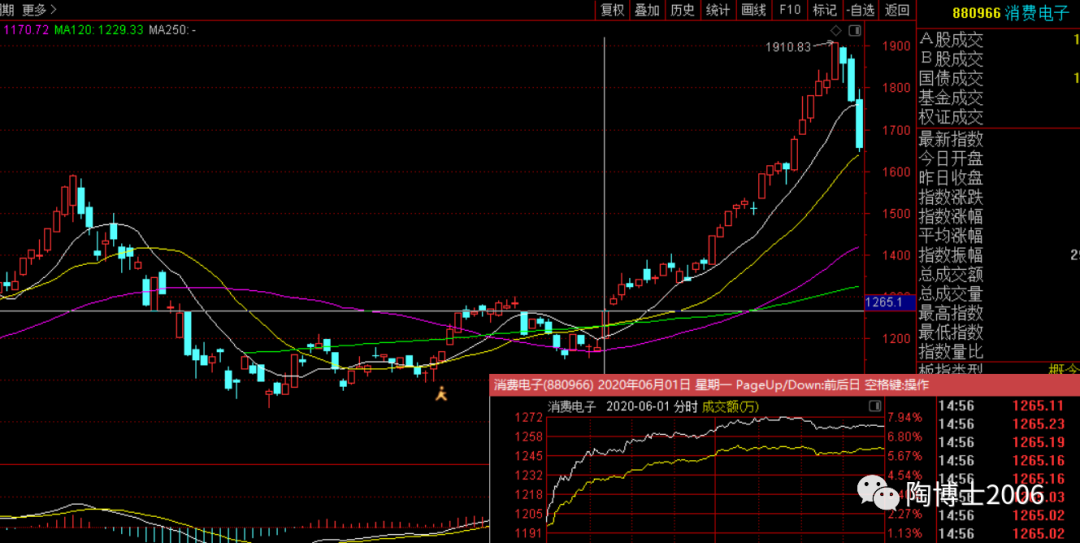 期 更多
复权 叠加 历史 统计 画线 F10 标记 -自选 返回
880966 消费电子
1170.72 MA120: 1229.33 MA250: -
1910.83
1900
1800
1700
1600
1500
1400
1265.1
1200
A股成交
B股成交
国债成交
基金成交
权证成交
最新指数
今日开盘
昨日收盘
指数涨跌
指数涨幅
平均涨幅
指数振幅
总成交额
总成交量
最高指数
最低指数
指数量比
板指类型
概念
消费电子(880966) 2020年06月01日 星期一 PageUp/Down:前后日 空格键:操作
消费电子 2020-06-01 分时 成交额(万)
1272
1258
1245
1232
1218
1205
1191
7.94%
6.80%
5.67%
4.54%
2.27%
1.13%
14:56 1265.11
14:56 1265.23
14:56 1265.19
14:56 1265.16
14:56 1265.16
1265.03
14:56 1265.02
14:56 1265.02
陶博士2006